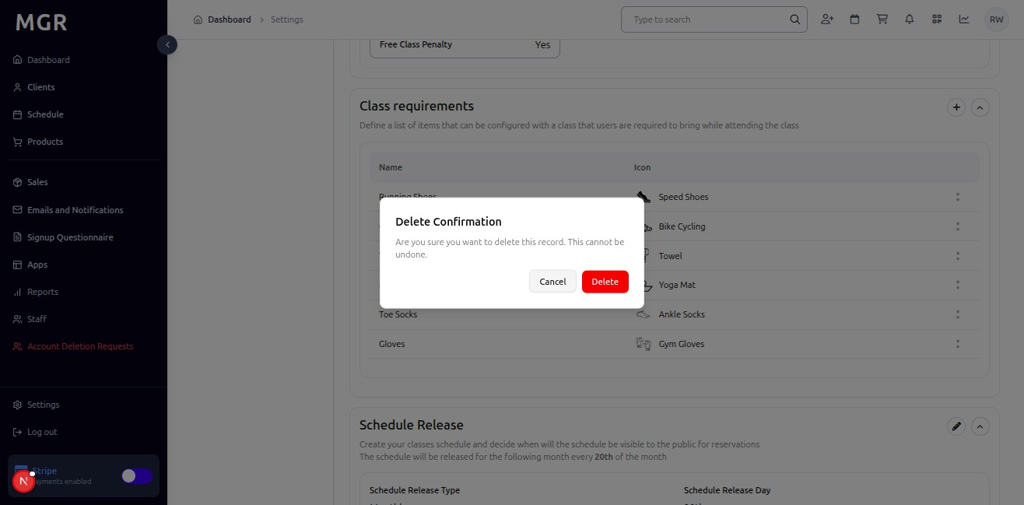 MGR
Dashboard
Clients
Schedule
Products
Sales
Emails and Notifications
Signup Questionnaire
Apps
Reports
Staff
Account Deletion Requests
Settings
Log out
Stripe
payments enabled
N
Dashboard > Settings
Type to search
RW
Free Class Penalty Yes
Class requirements
Define a list of items that can be configured with a class that users are required to bring while attending the class
Name Icon
Running Shoes Speed Shoes
Bike Cycling
Towel
Yoga Mat
Toe Socks Ankle Socks
Gloves Gym Gloves
Delete Confirmation
Are you sure you want to delete this record. This cannot be
undone.
Cancel Delete
Schedule Release
Create your classes schedule and decide when will the schedule be visible to the public for reservations
The schedule will be released for the following month every 20th of the month
Schedule Release Type Schedule Release Day